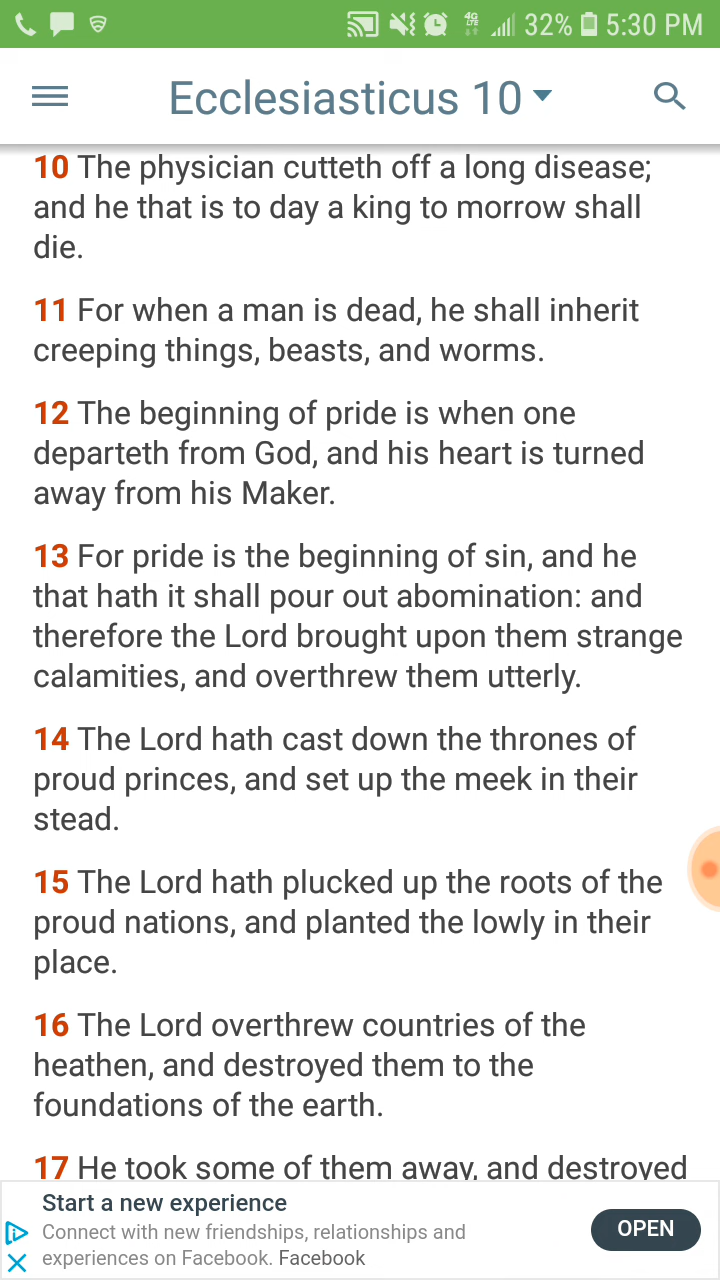 4G
LTE
32%
5:30 PM
Ecclesiasticus 10
10 The physician cutteth off a long disease;
and he that is to day a king to morrow shall
die.
11 For when a man is dead, he shall inherit
creeping things, beasts, and worms.
12 The beginning of pride is when one
departeth from God, and his heart is turned
away from his Maker.
13 For pride is the beginning of sin, and he
that hath it shall pour out abomination: and
therefore the Lord brought upon them strange
calamities, and overthrew them utterly.
14 The Lord hath cast down the thrones of
proud princes, and set up the meek in their
stead.
15 The Lord hath plucked up the roots of the
proud nations, and planted the lowly in their
place.
16 The Lord overthrew countries of the
heathen, and destroyed them to the
foundations of the earth.
17 He took some of them away, and destroyed
Start a new experience
Connect with new friendships, relationships and
experiences on Facebook. Facebook
OPEN